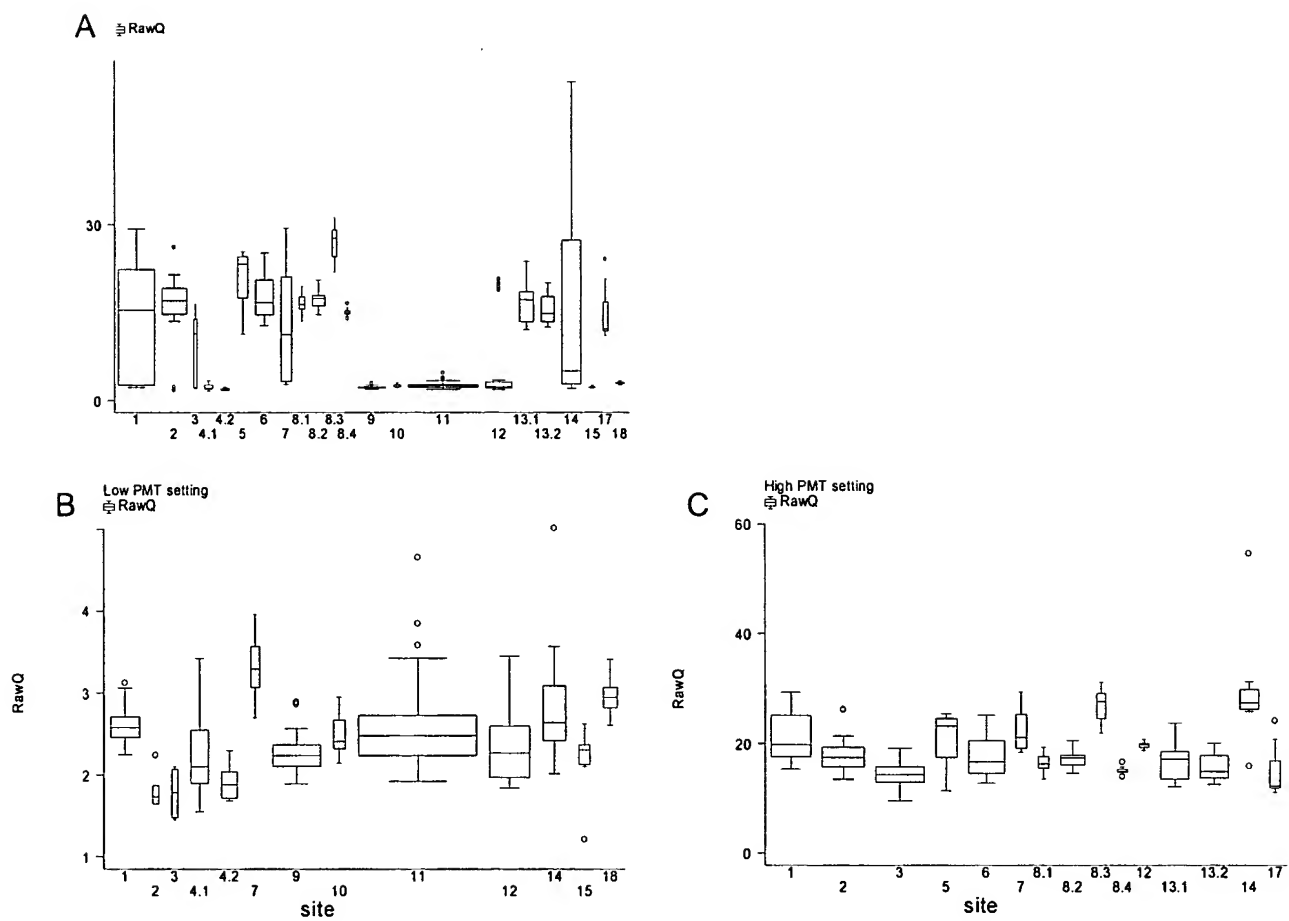 A
RawQ
30
0
1 3 4.2 6 8.1 8.3 9 11 13.1 14 17
2 4.1 5 7 8.2 8.4 10 12 13.2 15 18
B
Low PMT setting
RawQ
RawQ
4
3
2
1
1 3 4.2 9 11 14 18
2 4.1 7 10 12 15
site
C
High PMT setting
RawQ
RawQ
60
40
20
0
1 3 6 8.1 8.3 12 13.2 17
2 5 7 8.2 8.4 13.1 14
site